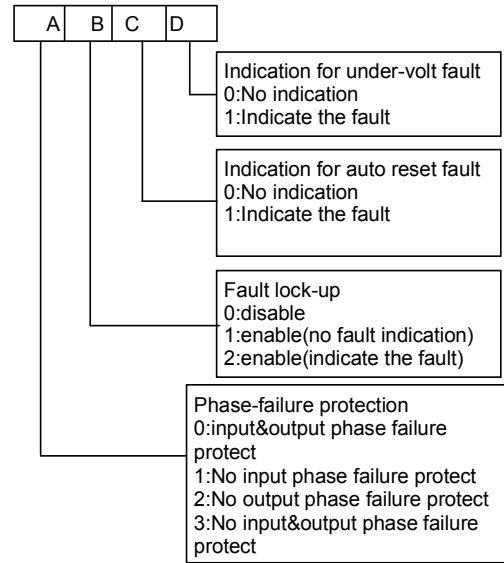 A B C D
Indication for under-volt fault
0:No indication
1:Indicate the fault
Indication for auto reset fault
0:No indication
1:Indicate the fault
Fault lock-up
0:disable
1:enable(no fault indication)
2:enable(indicate the fault)
Phase-failure protection
0:input&output phase failure
protect
1:No input phase failure protect
2:No output phase failure protect
3:No input&output phase failure
protect